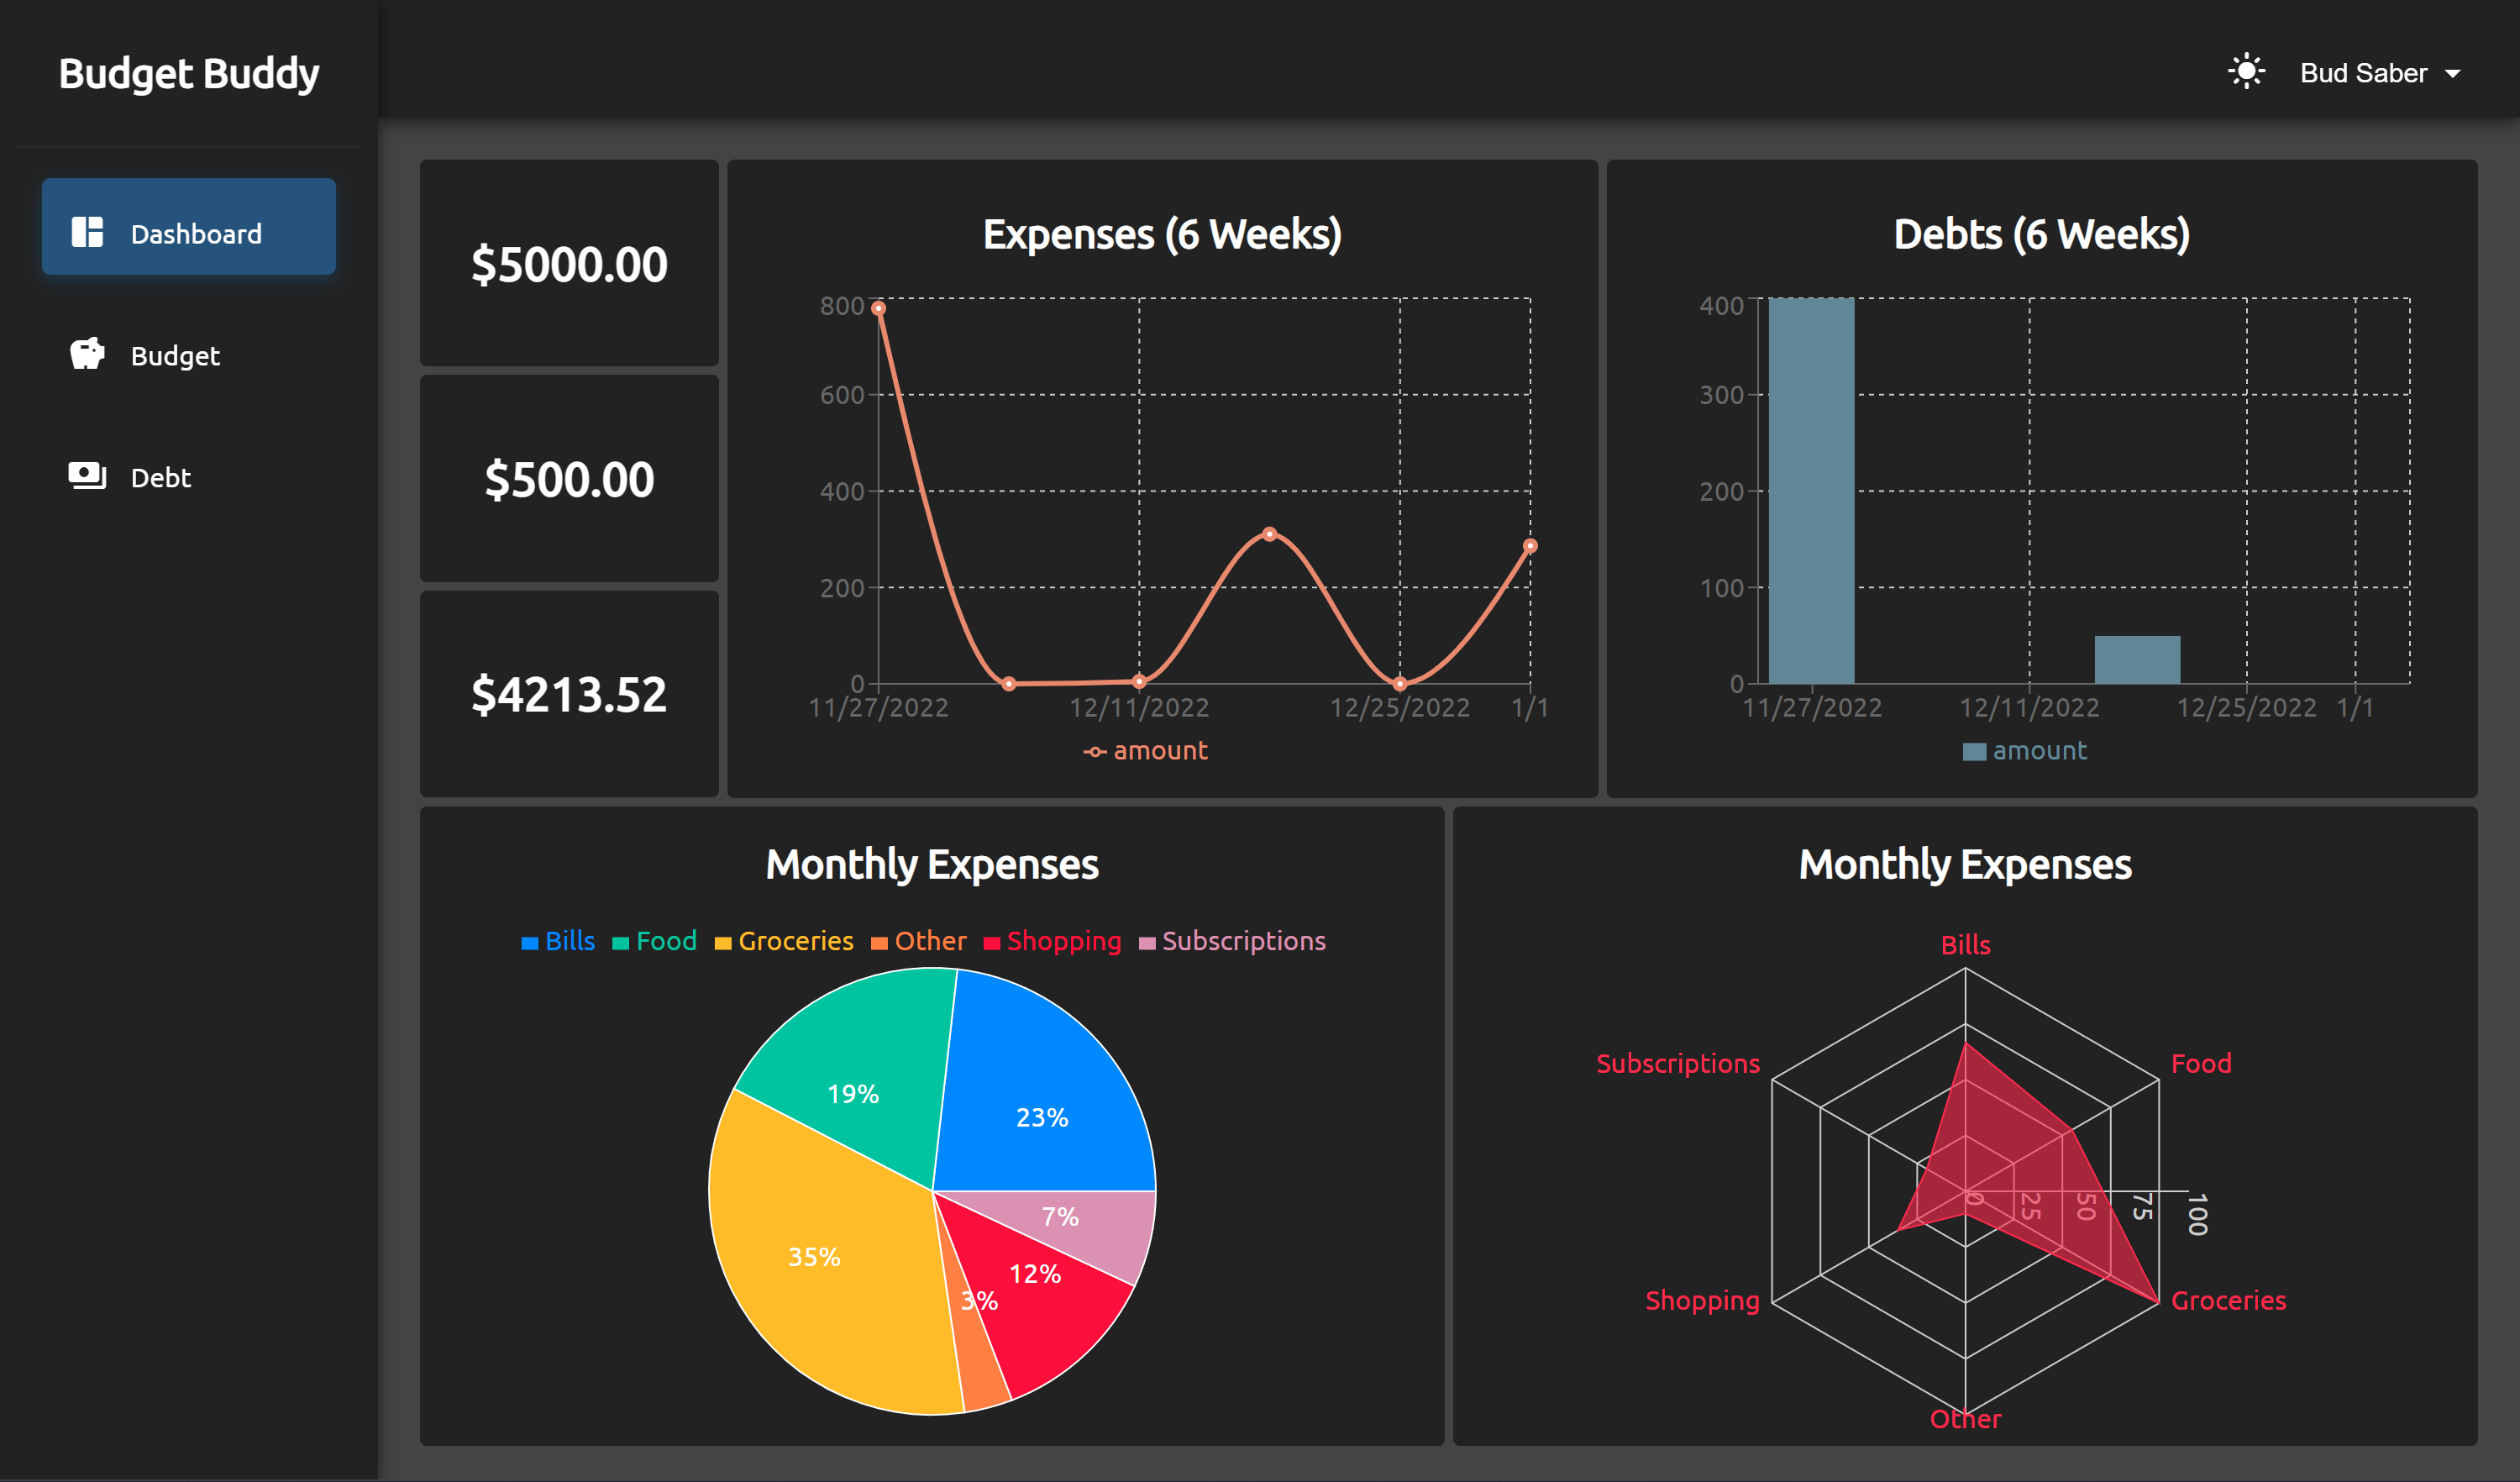 Budget Buddy
Bud Saber
Dashboard
Budget
Debt
$5000.00
$500.00
$4213.52
Expenses (6 Weeks)
800
600
400
200
0
11/27/2022 12/11/2022 12/25/2022 1/1
amount
Debts (6 Weeks)
400
300
200
100
0
11/27/2022 12/11/2022 12/25/2022 1/1
amount
Monthly Expenses
Bills Food Groceries Other Shopping Subscriptions
19%
23%
7%
35%
12%
3%
Monthly Expenses
Bills
Subscriptions
Food
0 25 50 75 100
Shopping
Groceries
Other